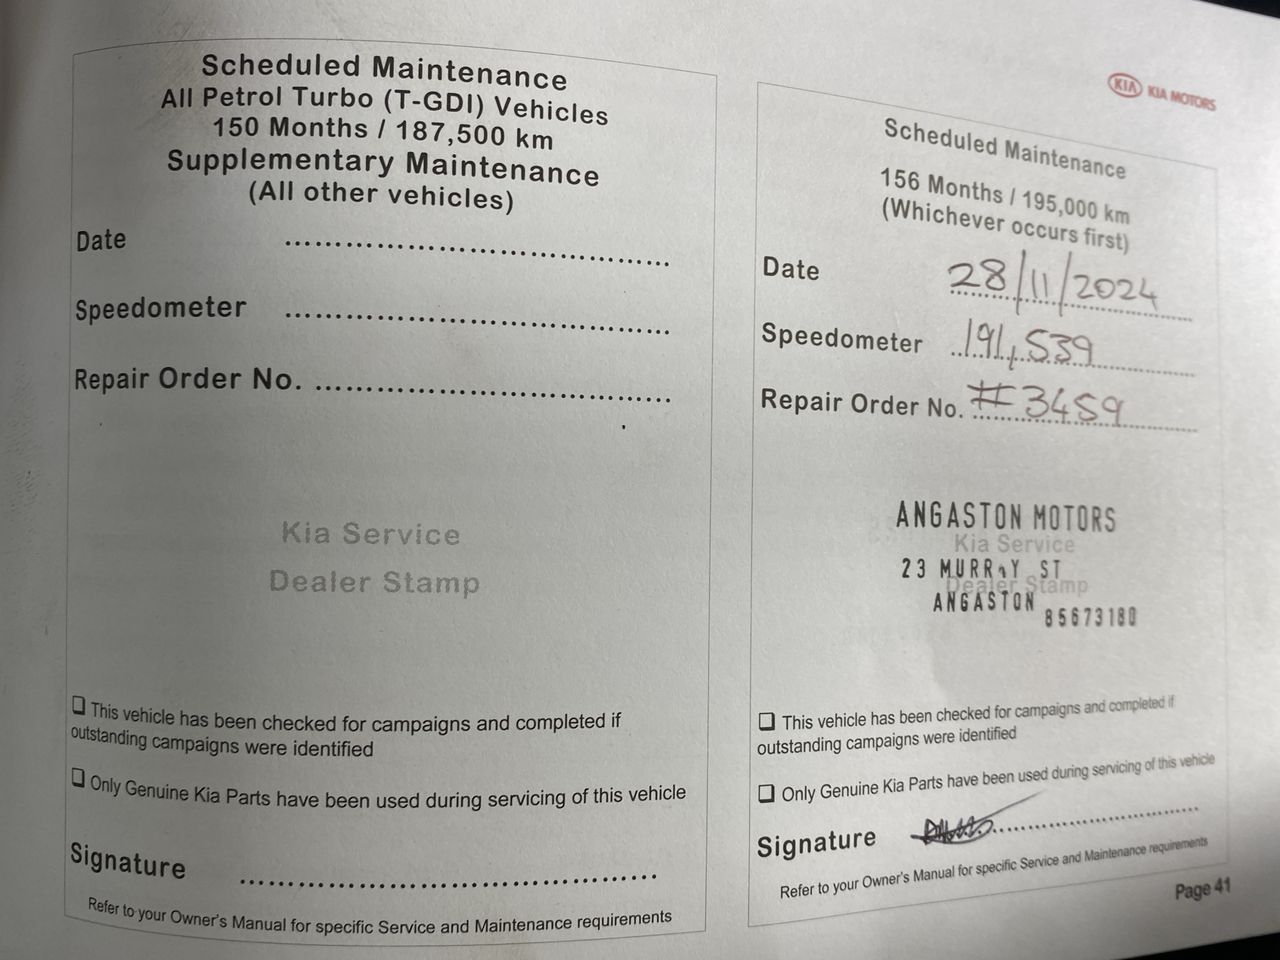 Scheduled Maintenance
All Petrol Turbo (T-GDI) Vehicles
150 Months / 187,500 km
Supplementary Maintenance
(All other vehicles)
Date ........................................
Speedometer ........................................
Repair Order No. ........................................
Kia Service
Dealer Stamp
❑ This vehicle has been checked for campaigns and completed if
outstanding campaigns were identified
❑ Only Genuine Kia Parts have been used during servicing of this vehicle
Signature ........................................
Refer to your Owner's Manual for specific Service and Maintenance requirements
KIA KIA MOTORS
Scheduled Maintenance
156 Months / 195,000 km
(Whichever occurs first)
Date 28/11/2024
Speedometer 191,539
Repair Order No. #3459
ANGASTON MOTORS
Kia Service
23 MURRAY ST
Dealer Stamp
ANGASTON
85673180
❑ This vehicle has been checked for campaigns and completed if
outstanding campaigns were identified
❑ Only Genuine Kia Parts have been used during servicing of this vehicle
Signature
Refer to your Owner's Manual for specific Service and Maintenance requirements
Page 41